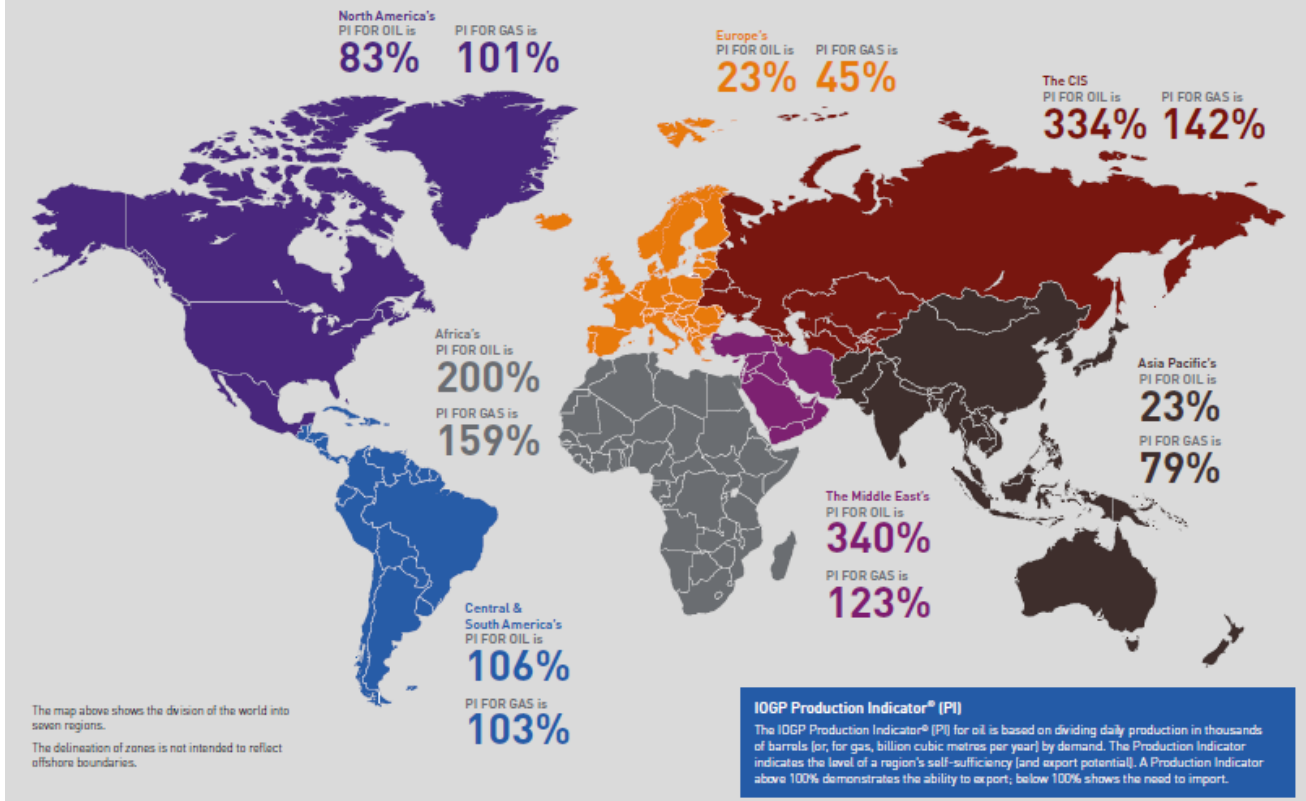 North America's
PI FOR OIL is PI FOR GAS is
83% 101%
Europe's
PI FOR OIL is PI FOR GAS is
23% 45%
The CIS
PI FOR OIL is PI FOR GAS is
334% 142%
Africa's
PI FOR OIL is
200%
PI FOR GAS is
159%
Asia Pacific's
PI FOR OIL is
23%
PI FOR GAS is
79%
The Middle East's
PI FOR OIL is
340%
PI FOR GAS is
123%
Central &
South America's
PI FOR OIL is
106%
PI FOR GAS is
103%
The map above shows the division of the world into
seven regions.
The delineation of zones is not intended to reflect
offshore boundaries.
IOGP Production Indicator® (PI)
The IOGP Production Indicator® (PI) for oil is based on dividing daily production in thousands
of barrels (or, for gas, billion cubic metres per year) by demand. The Production Indicator
indicates the level of a region's self-sufficiency (and export potential). A Production Indicator
above 100% demonstrates the ability to export; below 100% shows the need to import.